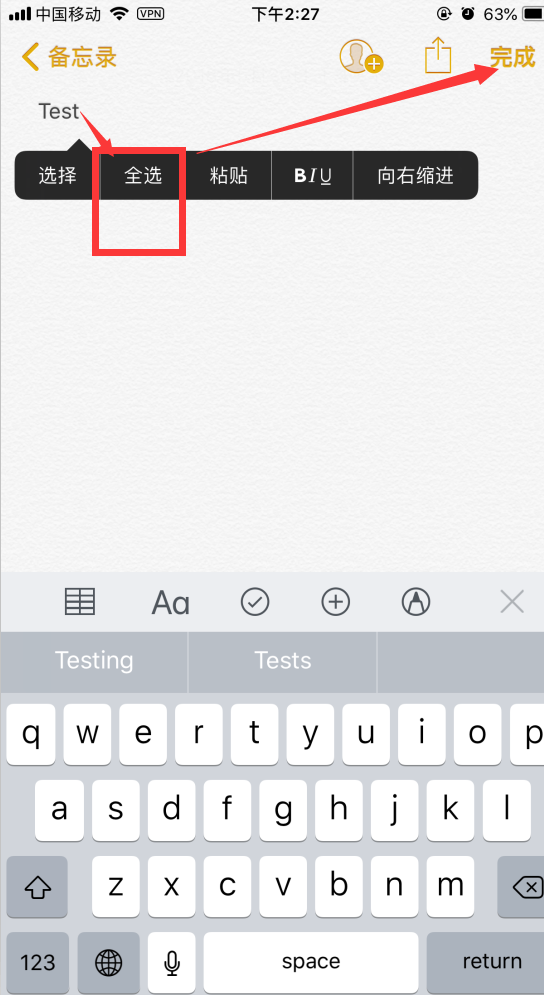 中国移动 VPN 下午2:27 63%
备忘录 完成
Test
选择 全选 粘贴 BIU 向右缩进
Aa
Testing Tests
q w e r t y u i o p
a s d f g h j k l
z x c v b n m
123 space return